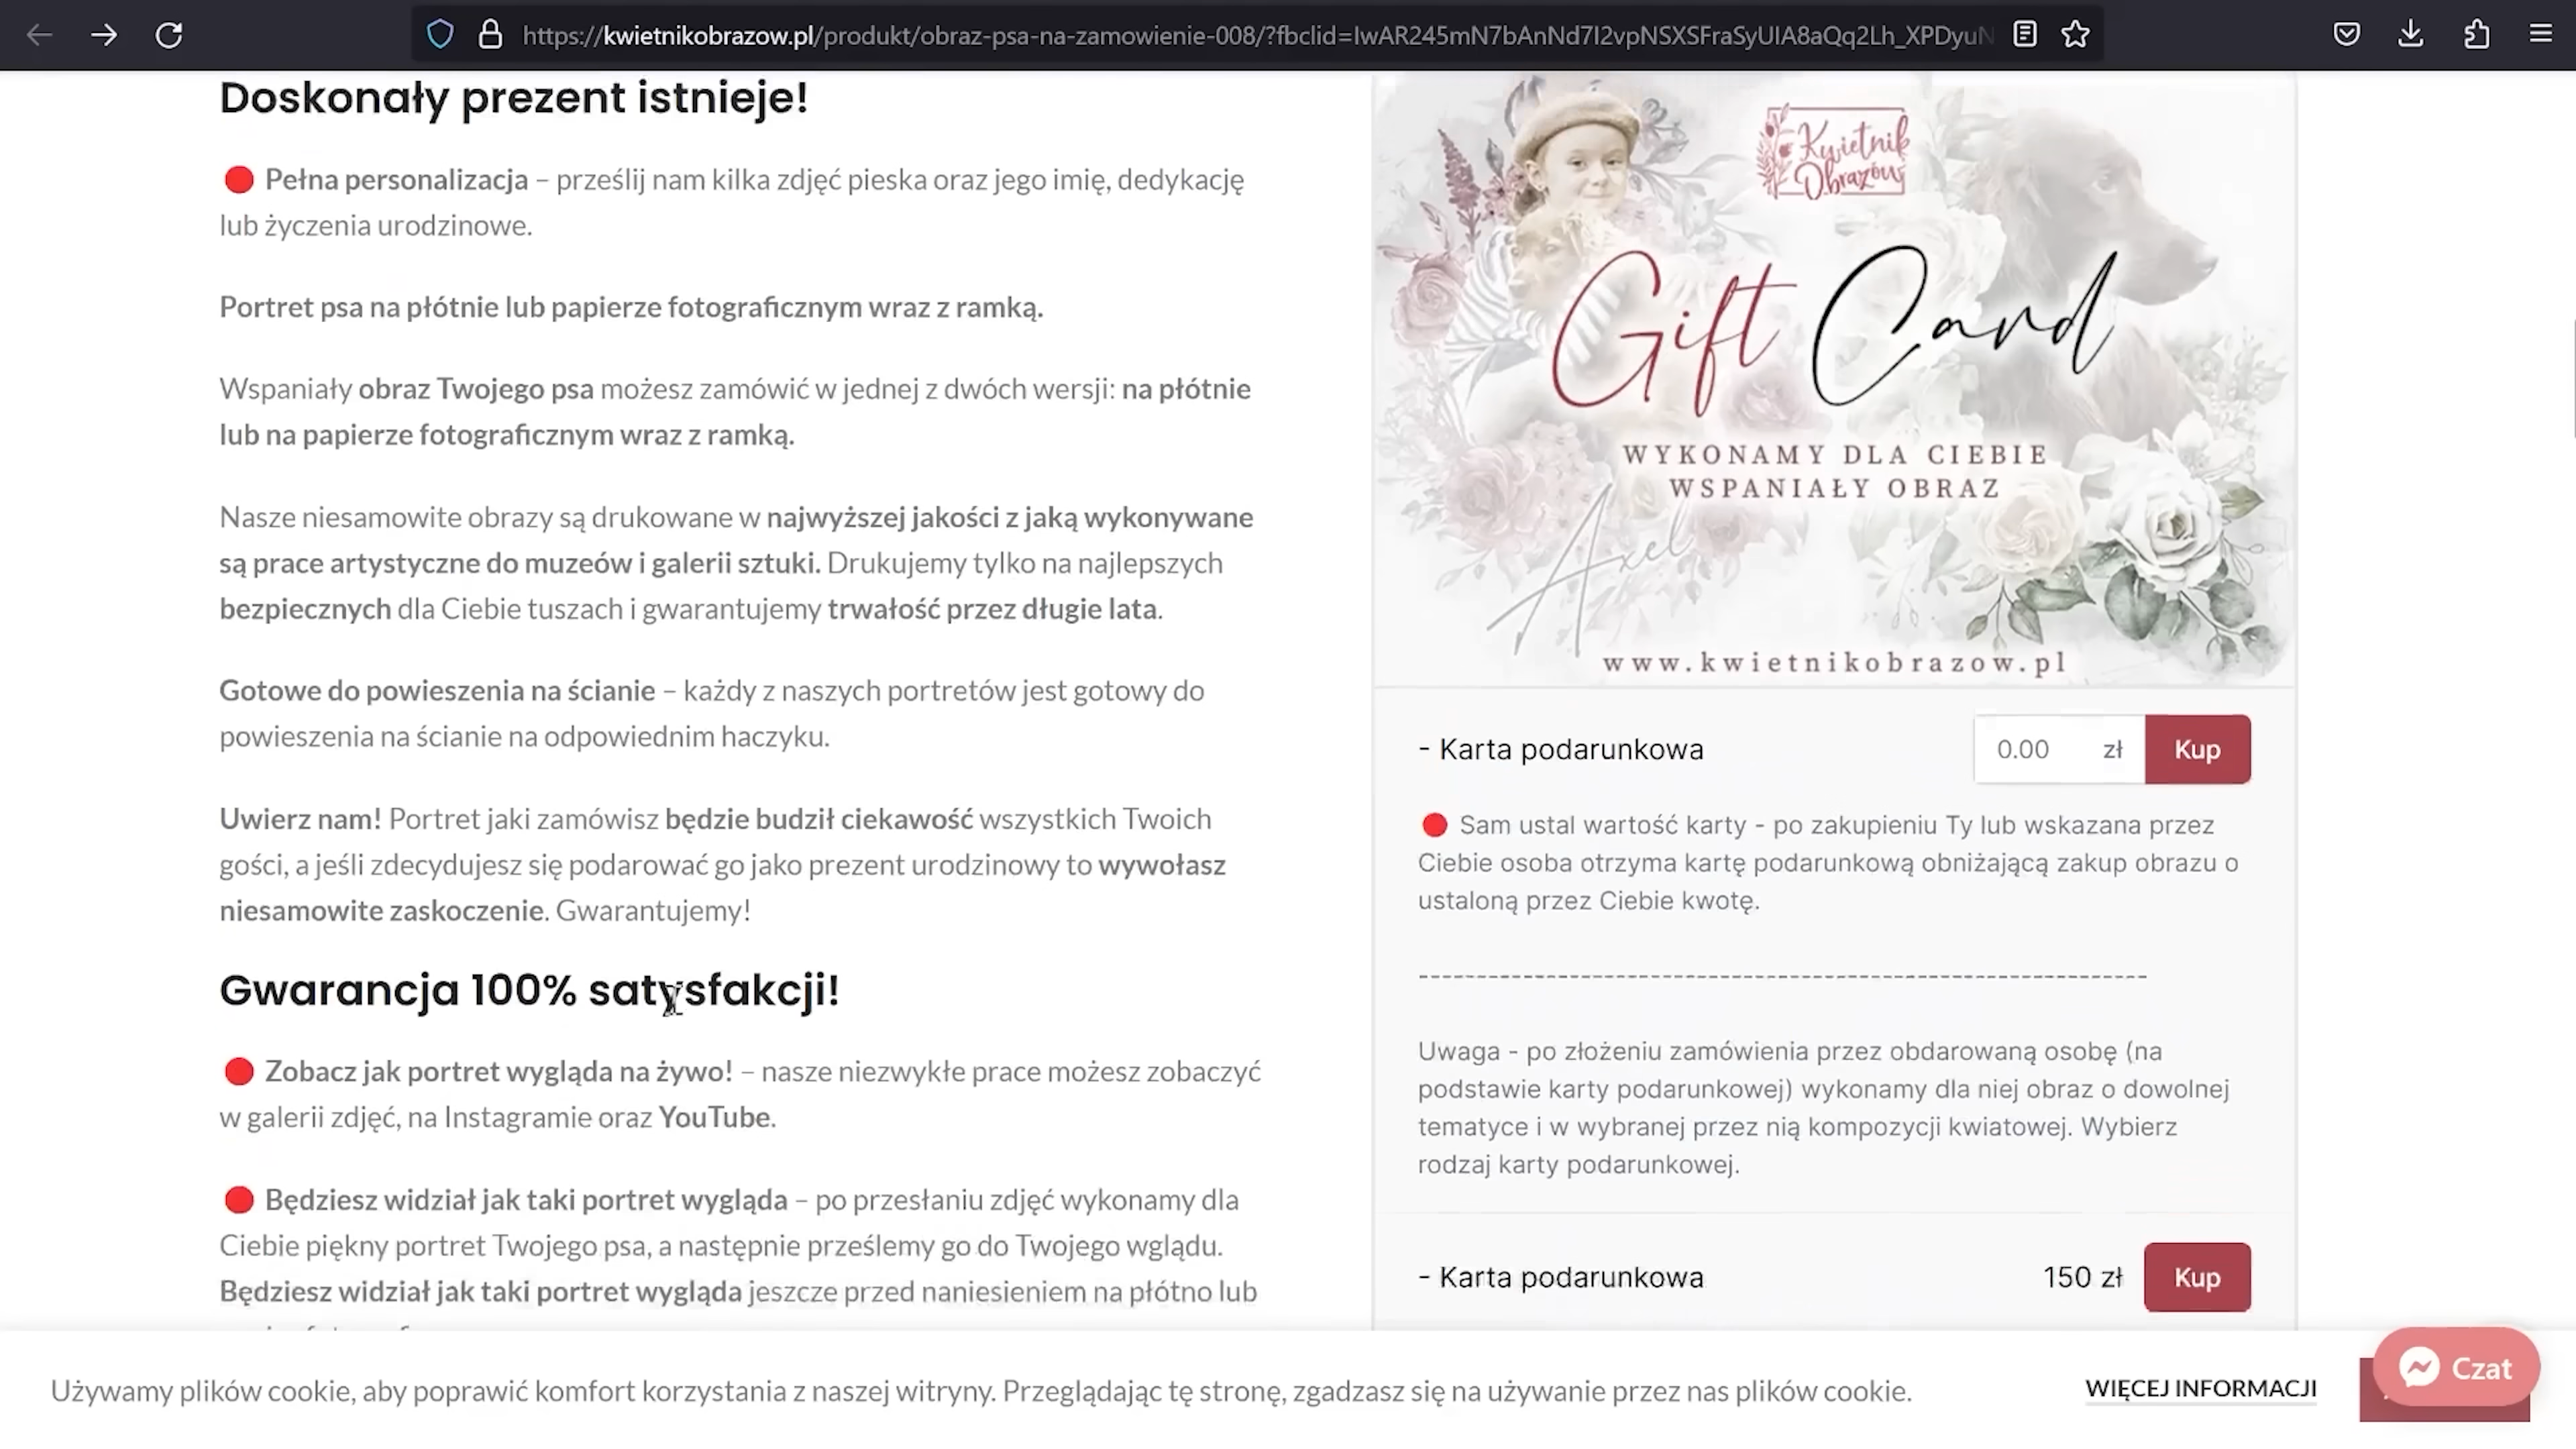 https://kwietnikobrazow.pl/produkt/obraz-psa-na-zamowienie-008/?fbclid=IwAR245mN7bAnNd7I2vpNSXSFraSyUIA8aQq2Lh_XPDyuN
Doskonały prezent istnieje!
Pełna personalizacja – prześlij nam kilka zdjęć pieska oraz jego imię, dedykację
lub życzenia urodzinowe.
Portret psa na płótnie lub papierze fotograficznym wraz z ramką.
Wspaniały obraz Twojego psa możesz zamówić w jednej z dwóch wersji: na płótnie
lub na papierze fotograficznym wraz z ramką.
Nasze niesamowite obrazy są drukowane w najwyższej jakości z jaką wykonywane
są prace artystyczne do muzeów i galerii sztuki. Drukujemy tylko na najlepszych
bezpiecznych dla Ciebie tuszach i gwarantujemy trwałość przez długie lata.
Gotowe do powieszenia na ścianie – każdy z naszych portretów jest gotowy do
powieszenia na ścianie na odpowiednim haczyku.
Uwierz nam! Portret jaki zamówisz będzie budził ciekawość wszystkich Twoich
gości, a jeśli zdecydujesz się podarować go jako prezent urodzinowy to wywołasz
niesamowite zaskoczenie. Gwarantujemy!
Gwarancja 100% satysfakcji!
Zobacz jak portret wygląda na żywo! – nasze niezwykłe prace możesz zobaczyć
w galerii zdjęć, na Instagramie oraz YouTube.
Będziesz widział jak taki portret wygląda – po przesłaniu zdjęć wykonamy dla
Ciebie piękny portret Twojego psa, a następnie prześlemy go do Twojego wglądu.
Będziesz widział jak taki portret wygląda jeszcze przed naniesieniem na płótno lub
Kwietnik
Obrazów
Gift Card
WYKONAMY DLA CIEBIE
WSPANIAŁY OBRAZ
Axel
www.kwietnikobrazow.pl
- Karta podarunkowa
0.00 zł
Kup
Sam ustal wartość karty - po zakupieniu Ty lub wskazana przez
Ciebie osoba otrzyma kartę podarunkową obniżającą zakup obrazu o
ustaloną przez Ciebie kwotę.
--------------------------------------------------------------
Uwaga - po złożeniu zamówienia przez obdarowaną osobę (na
podstawie karty podarunkowej) wykonamy dla niej obraz o dowolnej
tematyce i w wybranej przez nią kompozycji kwiatowej. Wybierz
rodzaj karty podarunkowej.
- Karta podarunkowa
150 zł
Kup
Używamy plików cookie, aby poprawić komfort korzystania z naszej witryny. Przeglądając tę stronę, zgadzasz się na używanie przez nas plików cookie.
WIĘCEJ INFORMACJI
Czat